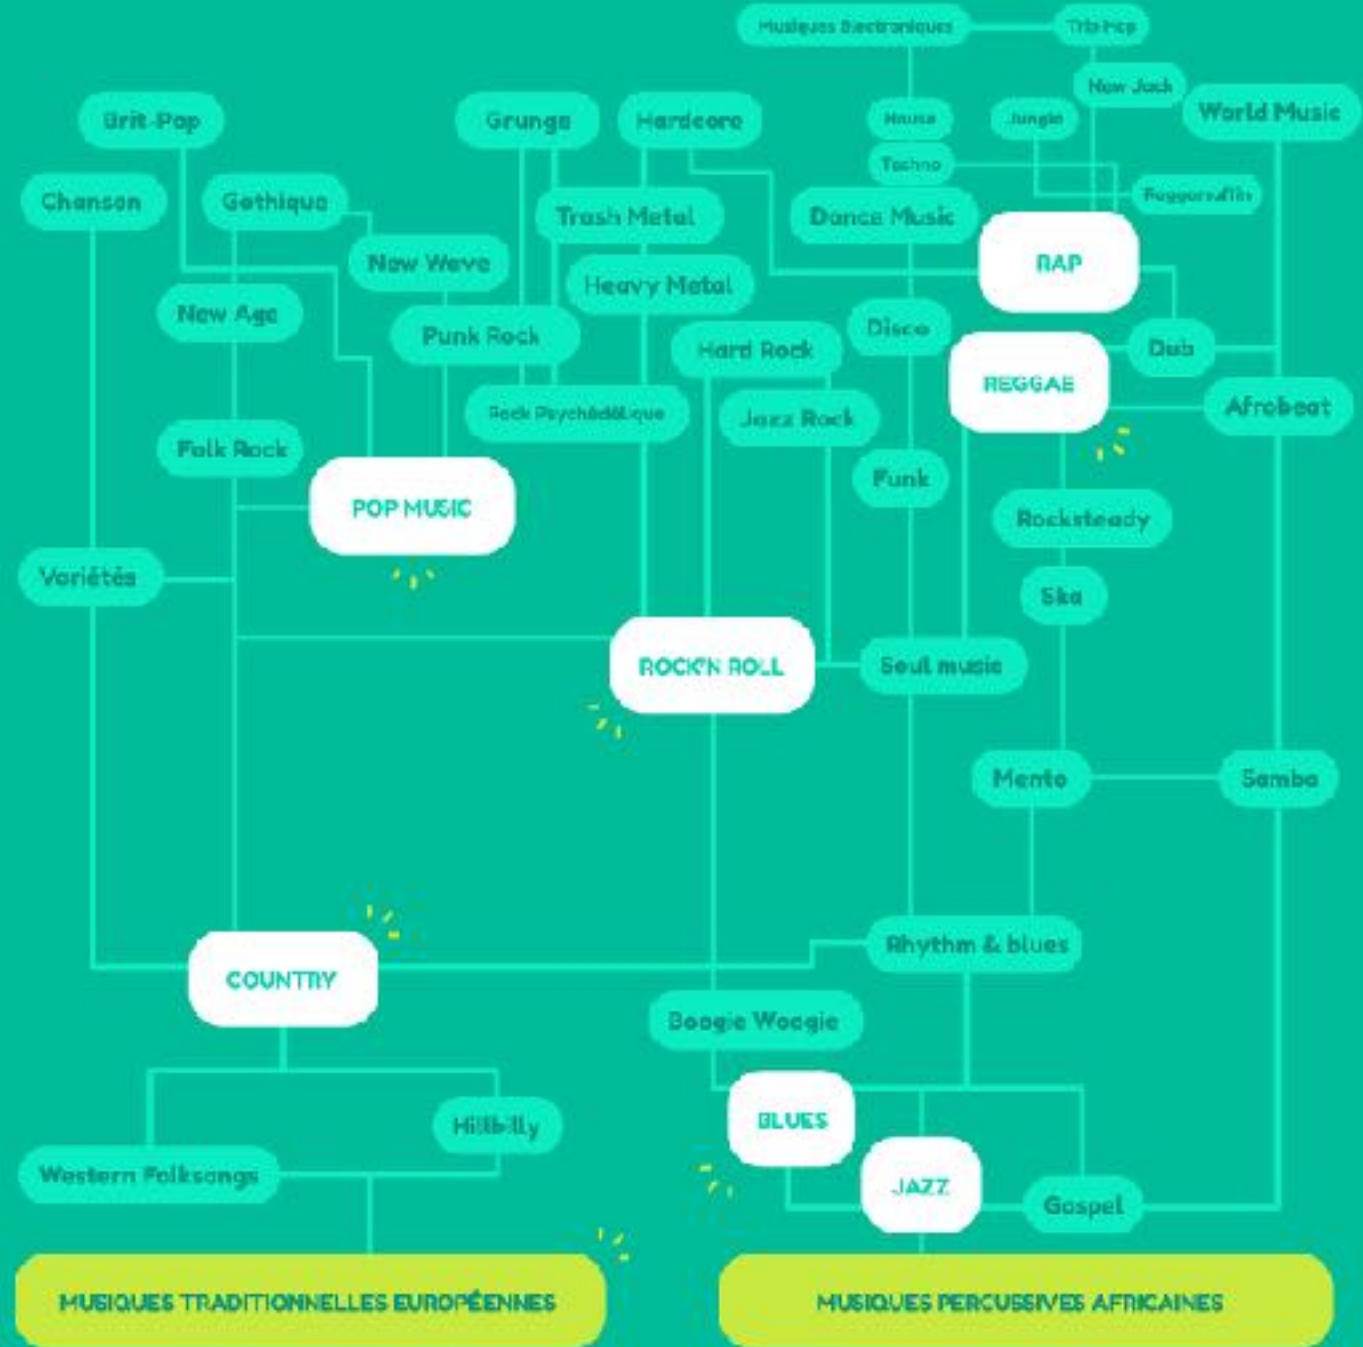 Musiques Électroniques
Trip Hop
New Jack
Brit-Pop
Grunge
Hardcore
House
Jungle
World Music
Techno
Chanson
Gothique
Trash Metal
Dance Music
Raggamuffin
New Wave
RAP
Heavy Metal
New Age
Punk Rock
Disco
Hard Rock
Dub
REGGAE
Rock Psychédélique
Jazz Rock
Afrobeat
Folk Rock
Funk
POP MUSIC
Rocksteady
Variétés
Ska
ROCK'N ROLL
Soul music
Mento
Samba
Rhythm & blues
COUNTRY
Boogie Woogie
Hillbilly
BLUES
Western Folksongs
JAZZ
Gospel
MUSIQUES TRADITIONNELLES EUROPÉENNES
MUSIQUES PERCUSSIVES AFRICAINES